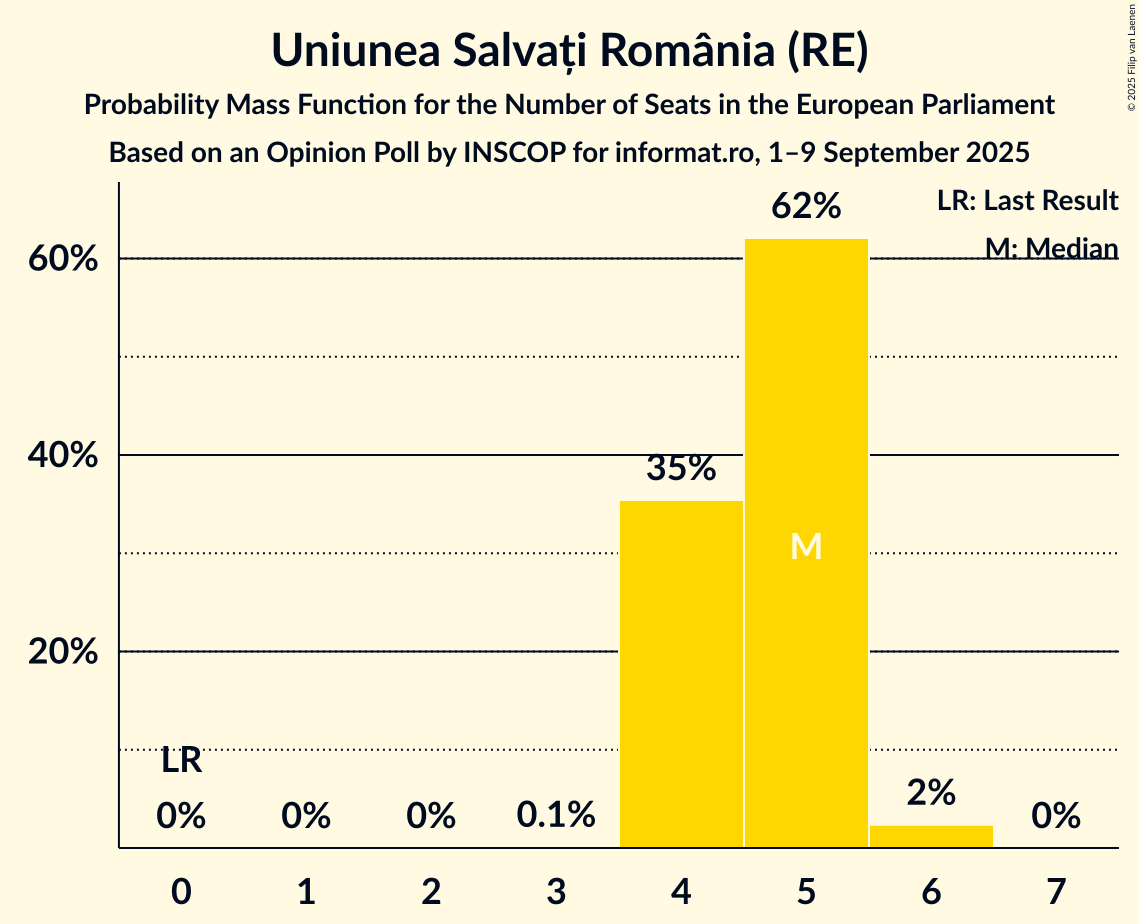 Uniunea Salvați România (RE)
Probability Mass Function for the Number of Seats in the European Parliament
Based on an Opinion Poll by INSCOP for informat.ro, 1–9 September 2025
© 2025 Filip van Laenen
LR: Last Result
M: Median
62%
60%
40%
35%
M
20%
LR
0%
0%
0%
0.1%
2%
0%
0 1 2 3 4 5 6 7